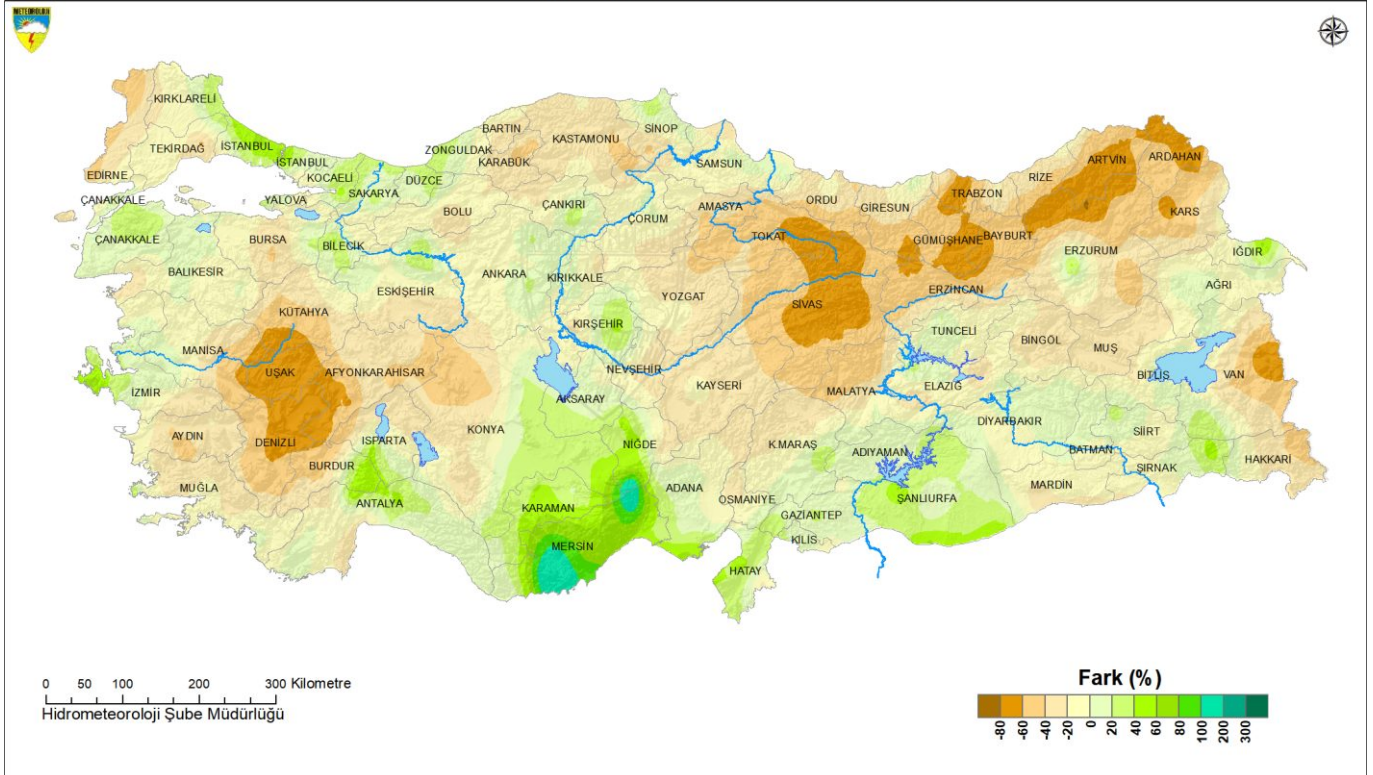 METEOROLOJİ
KIRKLARELİ
TEKİRDAĞ
İSTANBUL
İSTANBUL
EDİRNE
KOCAELİ
SAKARYA
DÜZCE
ZONGULDAK
BARTIN
KARABÜK
KASTAMONU
SİNOP
SAMSUN
ÇANAKKALE
YALOVA
BOLU
ÇANKIRI
ÇORUM
AMASYA
ORDU
GİRESUN
TRABZON
RİZE
ARTVİN
ARDAHAN
KARS
ÇANAKKALE
BURSA
BİLECİK
TOKAT
GÜMÜŞHANE
BAYBURT
ERZURUM
IĞDIR
BALIKESİR
ESKİŞEHİR
ANKARA
KIRIKKALE
YOZGAT
SİVAS
ERZİNCAN
AĞRI
KÜTAHYA
KIRŞEHİR
TUNCELİ
BİNGÖL
MUŞ
MANİSA
UŞAK
AFYONKARAHİSAR
NEVŞEHİR
KAYSERİ
MALATYA
ELAZIĞ
BİTLİS
VAN
İZMİR
AKSARAY
AYDIN
DENİZLİ
ISPARTA
KONYA
NİĞDE
K.MARAŞ
ADIYAMAN
DİYARBAKIR
SİİRT
BATMAN
ŞIRNAK
HAKKARİ
BURDUR
MUĞLA
ANTALYA
KARAMAN
ADANA
OSMANİYE
GAZİANTEP
ŞANLIURFA
MARDİN
MERSİN
KİLİS
HATAY
0 50 100 200 300 Kilometre
Hidrometeoroloji Şube Müdürlüğü
Fark (%)
-80 -60 -40 -20 0 20 40 60 80 100 200 300